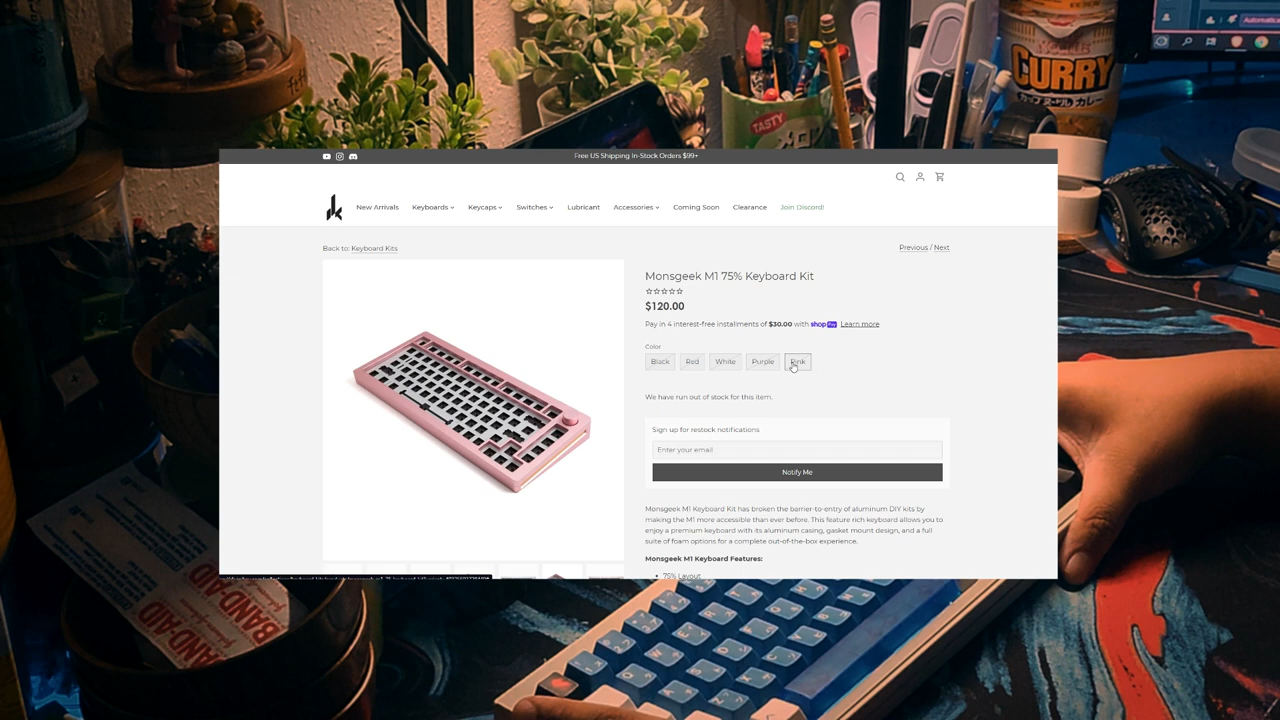 Free US Shipping In-Stock Orders $99+
New Arrivals Keyboards Keycaps Switches Lubricant Accessories Coming Soon Clearance Join Discord!
Back to: Keyboard Kits
Previous / Next
Monsgeek M1 75% Keyboard Kit
$120.00
Pay in 4 interest-free installments of $30.00 with shop Pay Learn more
Color
Black Red White Purple Pink
We have run out of stock for this item.
Sign up for restock notifications
Enter your email
Notify Me
Monsgeek M1 Keyboard Kit has broken the barrier-to-entry of aluminum DIY kits by
making the M1 more accessible than ever before. This feature rich keyboard allows you to
enjoy a premium keyboard with its aluminum casing, gasket mount design, and a full
suite of foam options for a complete out-of-the-box experience.
Monsgeek M1 Keyboard Features:
75% Layout
CURRY
TASTY
BAND-AID
BAND-AID